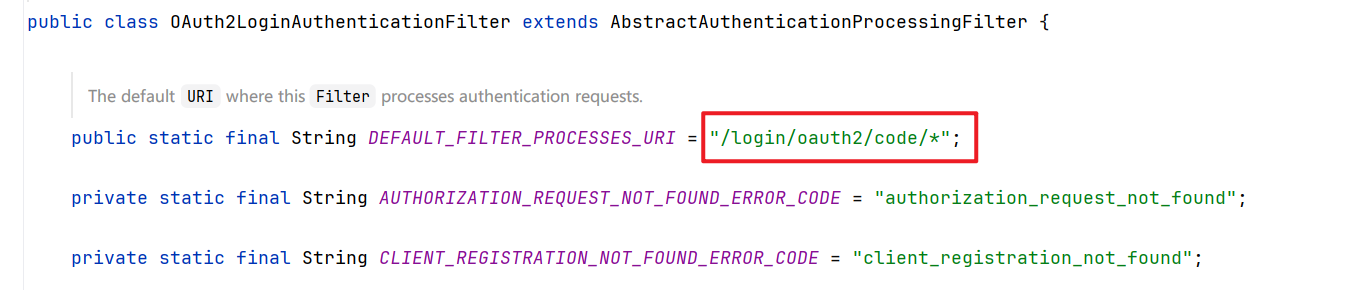 public class OAuth2LoginAuthenticationFilter extends AbstractAuthenticationProcessingFilter {
The default URI where this Filter processes authentication requests.
public static final String DEFAULT_FILTER_PROCESSES_URI = "/login/oauth2/code/*";
private static final String AUTHORIZATION_REQUEST_NOT_FOUND_ERROR_CODE = "authorization_request_not_found";
private static final String CLIENT_REGISTRATION_NOT_FOUND_ERROR_CODE = "client_registration_not_found";